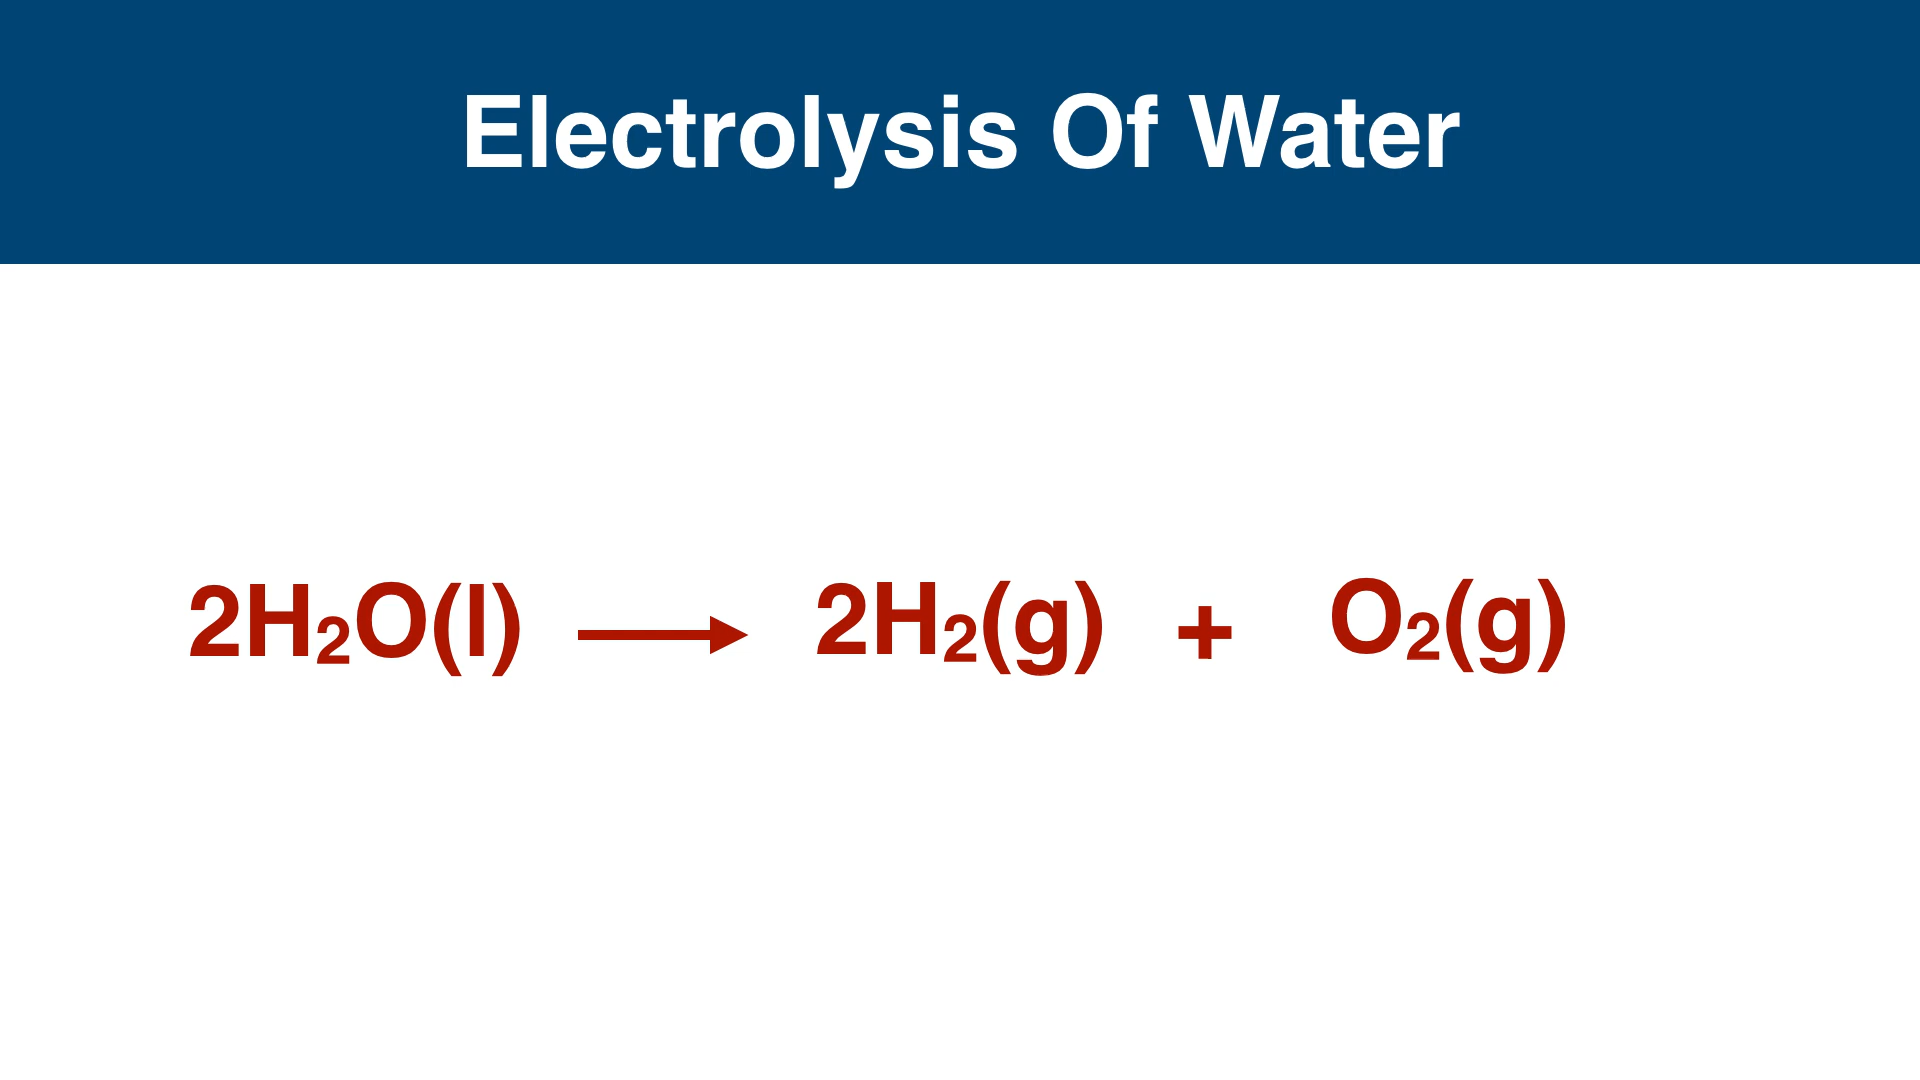 Electrolysis Of Water
2H₂O(l) ⟶ 2H₂(g) + O₂(g)